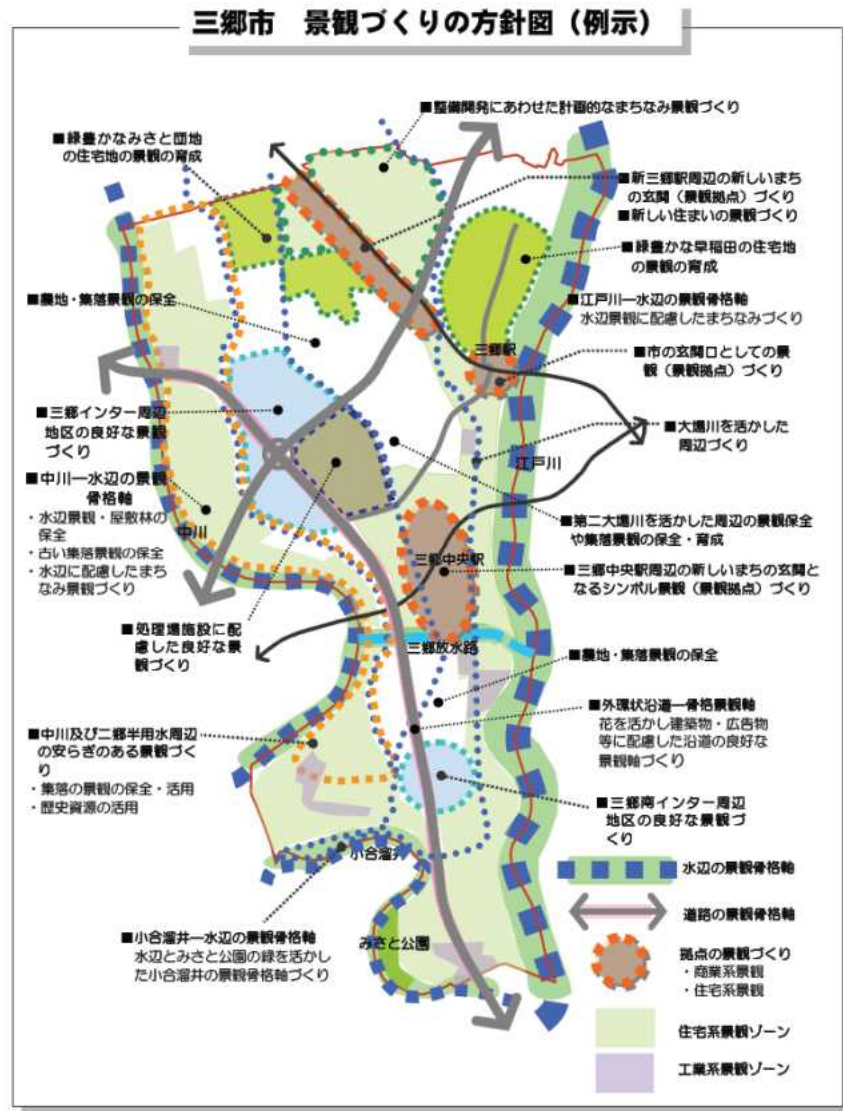 三郷市　景観づくりの方針図（例示）
■整備開発にあわせた計画的なまちなみ景観づくり
■緑豊かなみさと団地
の住宅地の景観の育成
■新三郷駅周辺の新しいまち
の玄関（景観拠点）づくり
■新しい住まいの景観づくり
■緑豊かな早稲田の住宅地
の景観の育成
■農地・集落景観の保全
■江戸川―水辺の景観骨格軸
水辺景観に配慮したまちなみづくり
三郷駅
■市の玄関口としての景
観（景観拠点）づくり
■三郷インター周辺
地区の良好な景観
づくり
■大場川を活かした
周辺づくり
江戸川
■中川―水辺の景観
骨格軸
・水辺景観・屋敷林の
保全
・古い集落景観の保全
・水辺に配慮したまち
なみ景観づくり
中川
■第二大場川を活かした周辺の景観保全
や集落景観の保全・育成
三郷中央駅
■三郷中央駅周辺の新しいまちの玄関と
なるシンボル景観（景観拠点）づくり
■処理場施設に配
慮した良好な景
観づくり
三郷放水路
■農地・集落景観の保全
■外環状沿道―骨格景観軸
花を活かし建築物・広告物
等に配慮した沿道の良好な
景観軸づくり
■中川及び二郷半用水周辺
の安らぎのある景観づく
り
・集落の景観の保全・活用
・歴史資源の活用
■三郷南インター周辺
地区の良好な景観づ
くり
小合溜井
■小合溜井―水辺の景観骨格軸
水辺とみさと公園の緑を活かし
た小合溜井の景観骨格軸づくり
みさと公園
水辺の景観骨格軸
道路の景観骨格軸
拠点の景観づくり
・商業系景観
・住宅系景観
住宅系景観ゾーン
工業系景観ゾーン